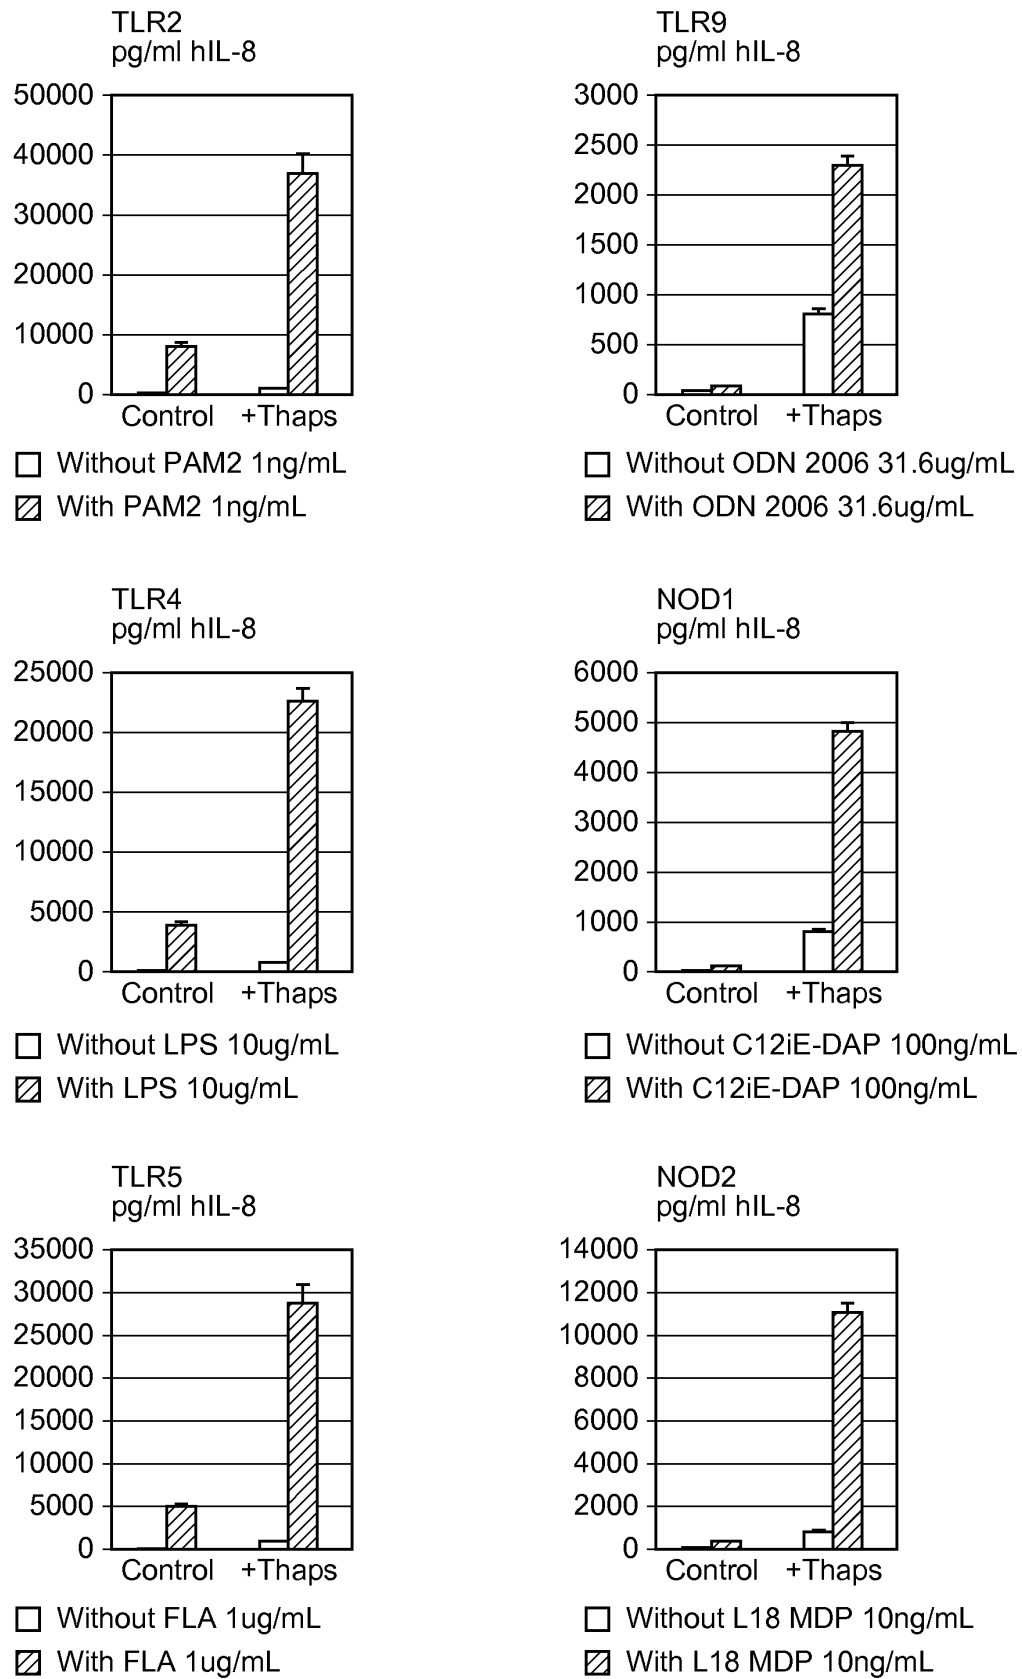 TLR2
pg/ml hIL-8
50000
40000
30000
20000
10000
0
Control +Thaps
Without PAM2 1ng/mL
With PAM2 1ng/mL
TLR9
pg/ml hIL-8
3000
2500
2000
1500
1000
500
0
Control +Thaps
Without ODN 2006 31.6ug/mL
With ODN 2006 31.6ug/mL
TLR4
pg/ml hIL-8
25000
20000
15000
10000
5000
0
Control +Thaps
Without LPS 10ug/mL
With LPS 10ug/mL
NOD1
pg/ml hIL-8
6000
5000
4000
3000
2000
1000
0
Control +Thaps
Without C12iE-DAP 100ng/mL
With C12iE-DAP 100ng/mL
TLR5
pg/ml hIL-8
35000
30000
25000
20000
15000
10000
5000
0
Control +Thaps
Without FLA 1ug/mL
With FLA 1ug/mL
NOD2
pg/ml hIL-8
14000
12000
10000
8000
6000
4000
2000
0
Control +Thaps
Without L18 MDP 10ng/mL
With L18 MDP 10ng/mL